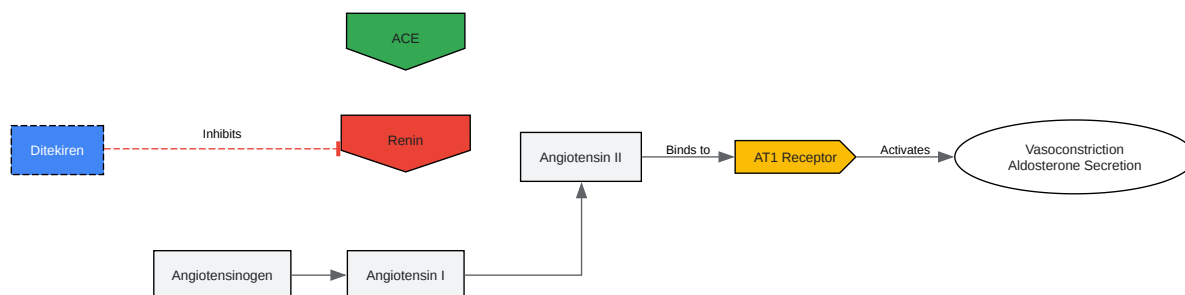 ACE
Ditekiren
Inhibits
Renin
Angiotensin II
Binds to
AT1 Receptor
Activates
Vasoconstriction
Aldosterone Secretion
Angiotensinogen
Angiotensin I